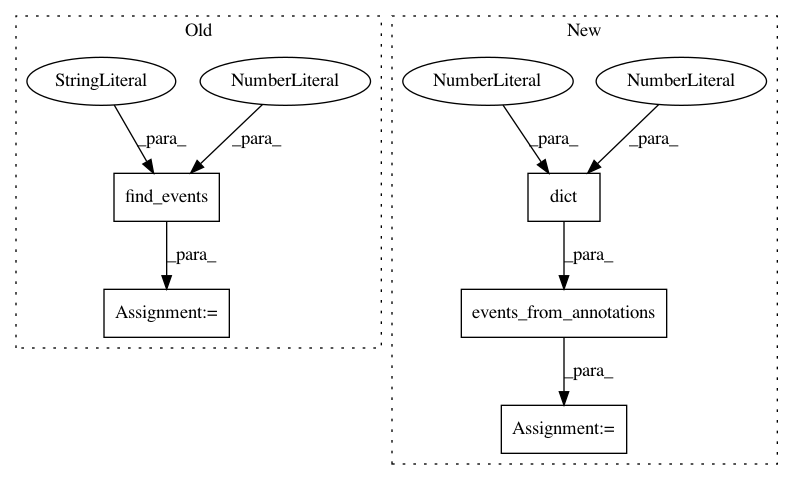 Old
New
StringLiteral
NumberLiteral
NumberLiteral
NumberLiteral
_para_
_para_
_para_
_para_
find_events
dict
_para_
_para_
Assignment:=
events_from_annotations
_para_
Assignment:=